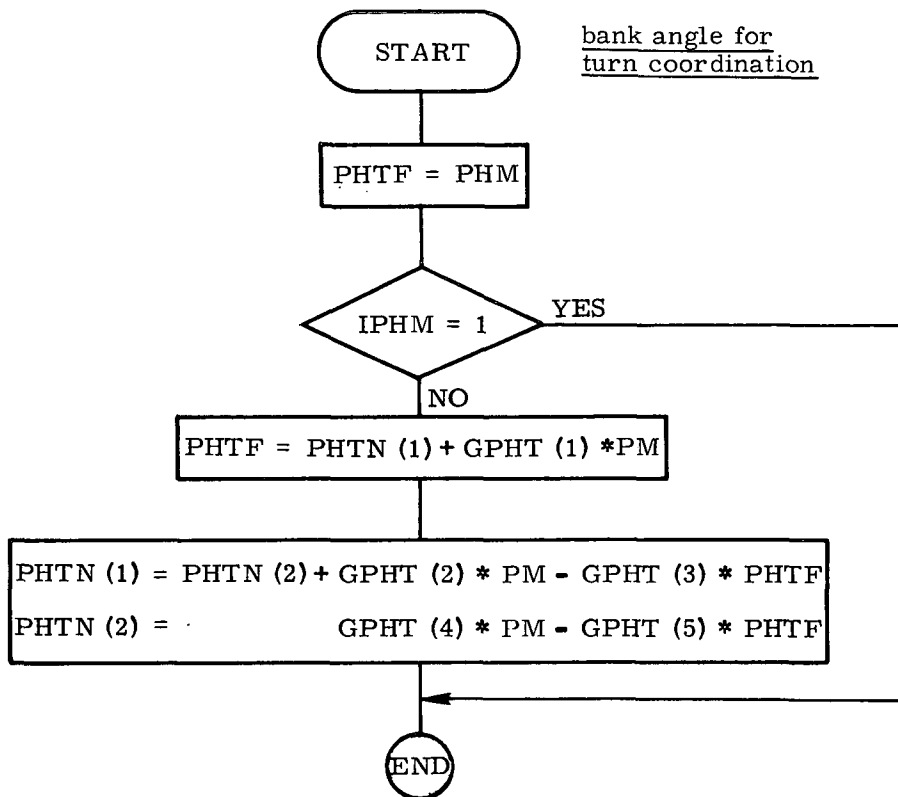 START
bank angle for
turn coordination
PHTF = PHM
IPHM = 1
YES
NO
PHTF = PHTN (1) + GPHT (1) *PM
PHTN (1) = PHTN (2) + GPHT (2) * PM - GPHT (3) * PHTF
PHTN (2) = GPHT (4) * PM - GPHT (5) * PHTF
END